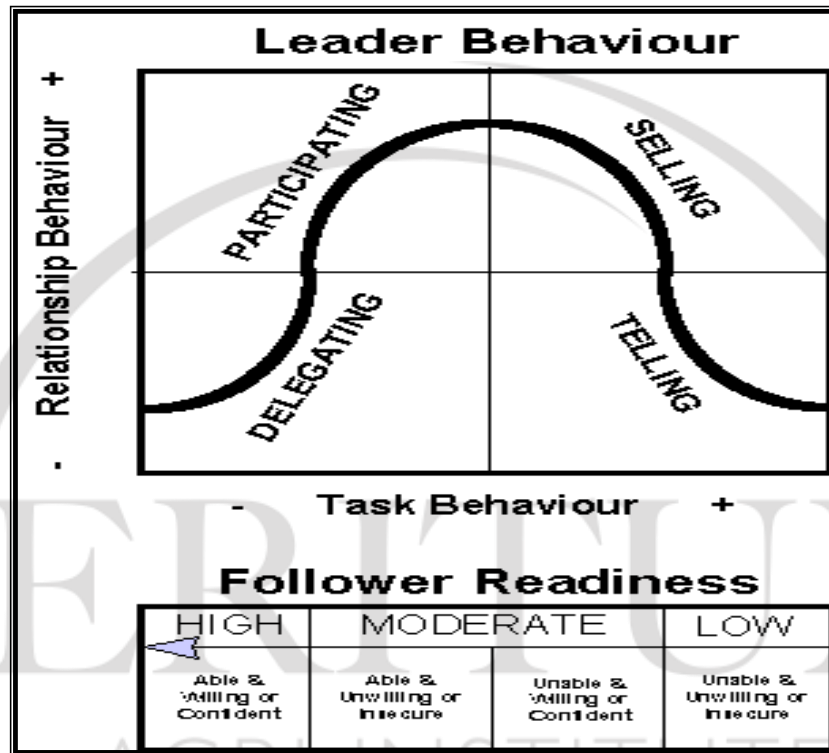 Leader Behaviour
- Relationship Behaviour +
PARTICIPATING
SELLING
DELEGATING
TELLING
- Task Behaviour +
Follower Readiness
HIGH MODERATE LOW
Able & Able & Unable & Unable &
Willing or Unwilling or Willing or Unwilling or
Confident Insecure Confident Insecure